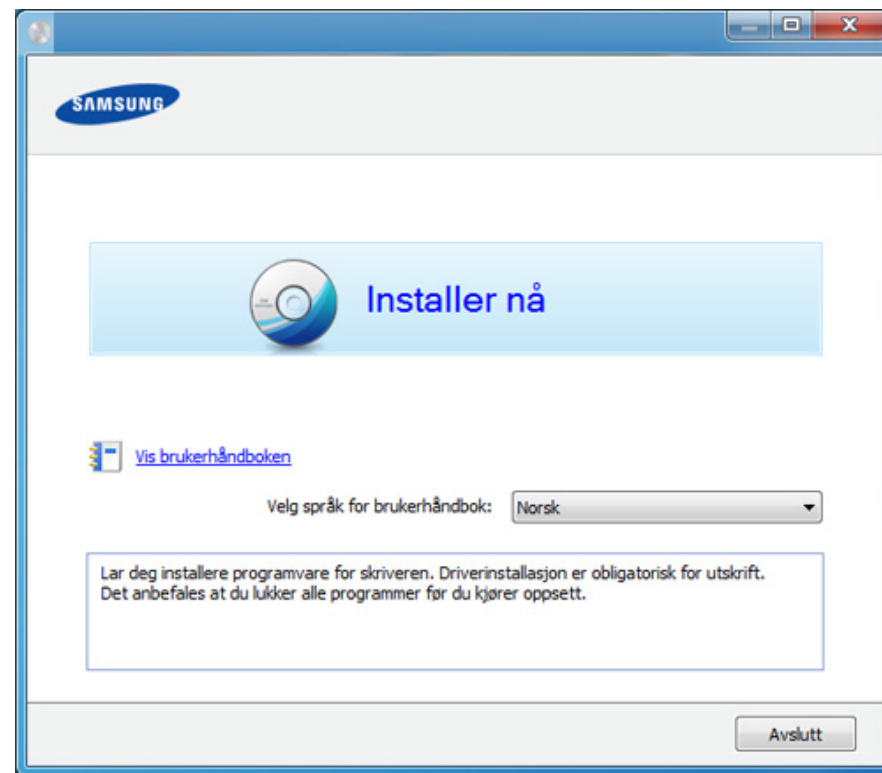 SAMSUNG
Installer nå
Vis brukerhåndboken
Velg språk for brukerhåndbok: Norsk
Lar deg installere programvare for skriveren. Driverinstallasjon er obligatorisk for utskrift.
Det anbefales at du lukker alle programmer før du kjører oppsett.
Avslutt